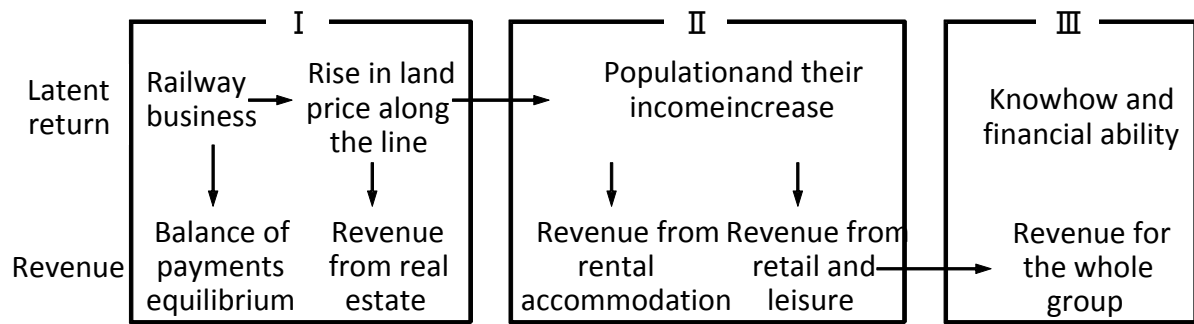 I
II
III
Latent
return
Railway
business
Rise in land
price along
the line
Populationand their
incomeincrease
Knowhow and
financial ability
Revenue
Balance of
payments
equilibrium
Revenue
from real
estate
Revenue from
rental
accommodation
Revenue from
retail and
leisure
Revenue for
the whole
group